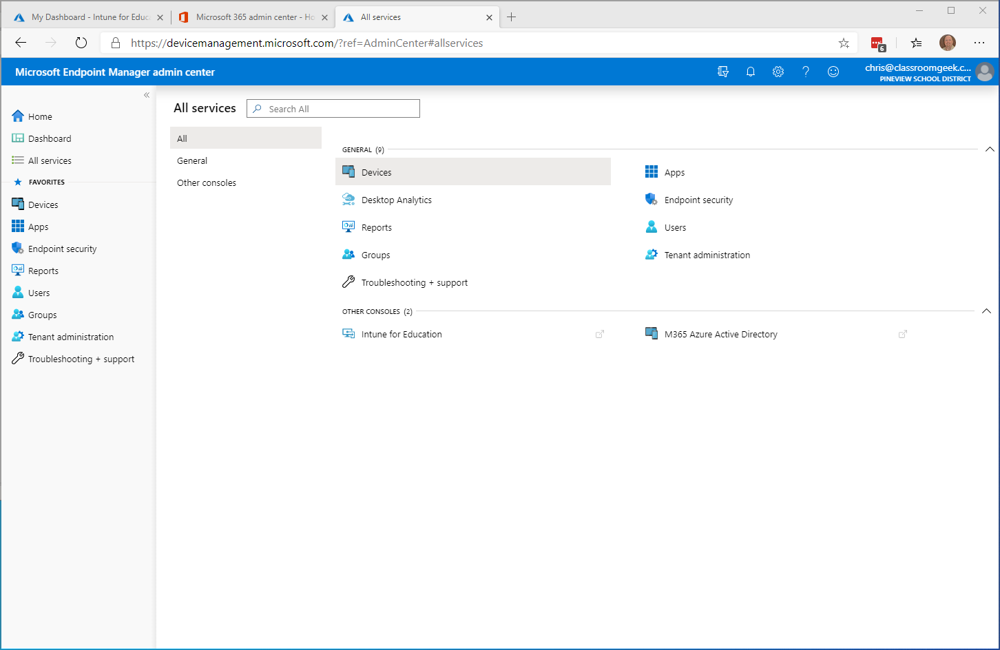 My Dashboard - Intune for Educ
Microsoft 365 admin center - Ho
All services
https://devicemanagement.microsoft.com/?ref=AdminCenter#allservices
6
Microsoft Endpoint Manager admin center
chris@classroomgeek.c...
PINEVIEW SCHOOL DISTRICT
Home
Dashboard
All services
FAVORITES
Devices
Apps
Endpoint security
Reports
Users
Groups
Tenant administration
Troubleshooting + support
All services
Search All
All
General
Other consoles
GENERAL (9)
Devices
Apps
Desktop Analytics
Endpoint security
Reports
Users
Groups
Tenant administration
Troubleshooting + support
OTHER CONSOLES (2)
Intune for Education
M365 Azure Active Directory